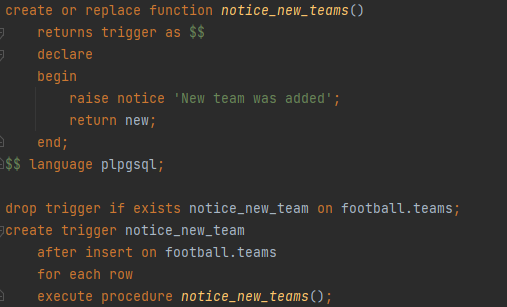 create or replace function notice_new_teams()
    returns trigger as $$
    declare
    begin
        raise notice 'New team was added';
        return new;
    end;
$$ language plpgsql;

drop trigger if exists notice_new_team on football.teams;
create trigger notice_new_team
    after insert on football.teams
    for each row
    execute procedure notice_new_teams();